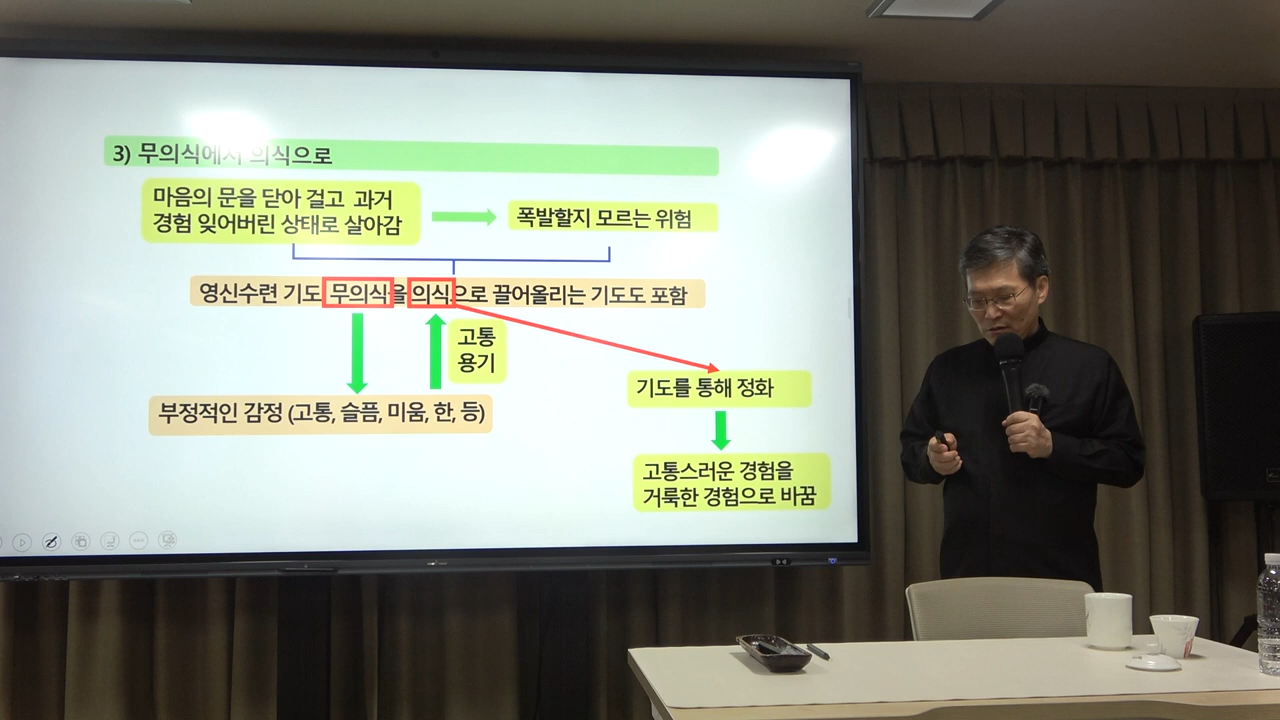 3) 무의식에서 의식으로
마음의 문을 닫아 걸고 과거
경험 잊어버린 상태로 살아감
폭발할지 모르는 위험
영신수련 기도 무의식을 의식으로 끌어올리는 기도도 포함
고통
용기
기도를 통해 정화
부정적인 감정 (고통, 슬픔, 미움, 한, 등)
고통스러운 경험을
거룩한 경험으로 바꿈